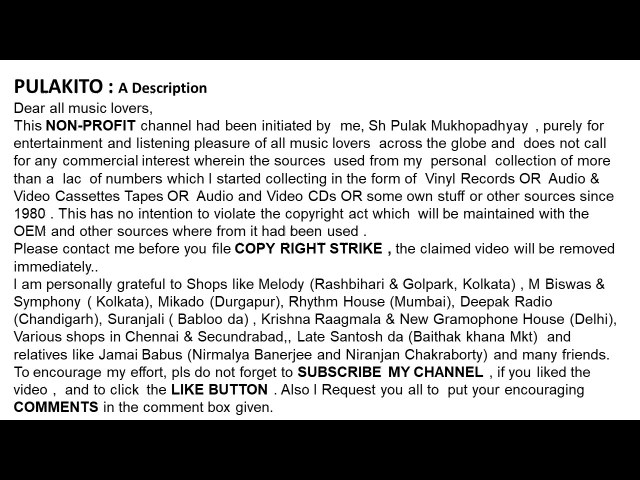 PULAKITO : A Description
Dear all music lovers,
This NON-PROFIT channel had been initiated by me, Sh Pulak Mukhopadhyay , purely for
entertainment and listening pleasure of all music lovers across the globe and does not call
for any commercial interest wherein the sources used from my personal collection of more
than a lac of numbers which I started collecting in the form of Vinyl Records OR Audio &
Video Cassettes Tapes OR Audio and Video CDs OR some own stuff or other sources since
1980 . This has no intention to violate the copyright act which will be maintained with the
OEM and other sources where from it had been used .
Please contact me before you file COPY RIGHT STRIKE , the claimed video will be removed
immediately..
I am personally grateful to Shops like Melody (Rashbihari & Golpark, Kolkata) , M Biswas &
Symphony ( Kolkata), Mikado (Durgapur), Rhythm House (Mumbai), Deepak Radio
(Chandigarh), Suranjali ( Babloo da) , Krishna Raagmala & New Gramophone House (Delhi),
Various shops in Chennai & Secundrabad,, Late Santosh da (Baithak khana Mkt) and
relatives like Jamai Babus (Nirmalya Banerjee and Niranjan Chakraborty) and many friends.
To encourage my effort, pls do not forget to SUBSCRIBE MY CHANNEL , if you liked the
video , and to click the LIKE BUTTON . Also I Request you all to put your encouraging
COMMENTS in the comment box given.